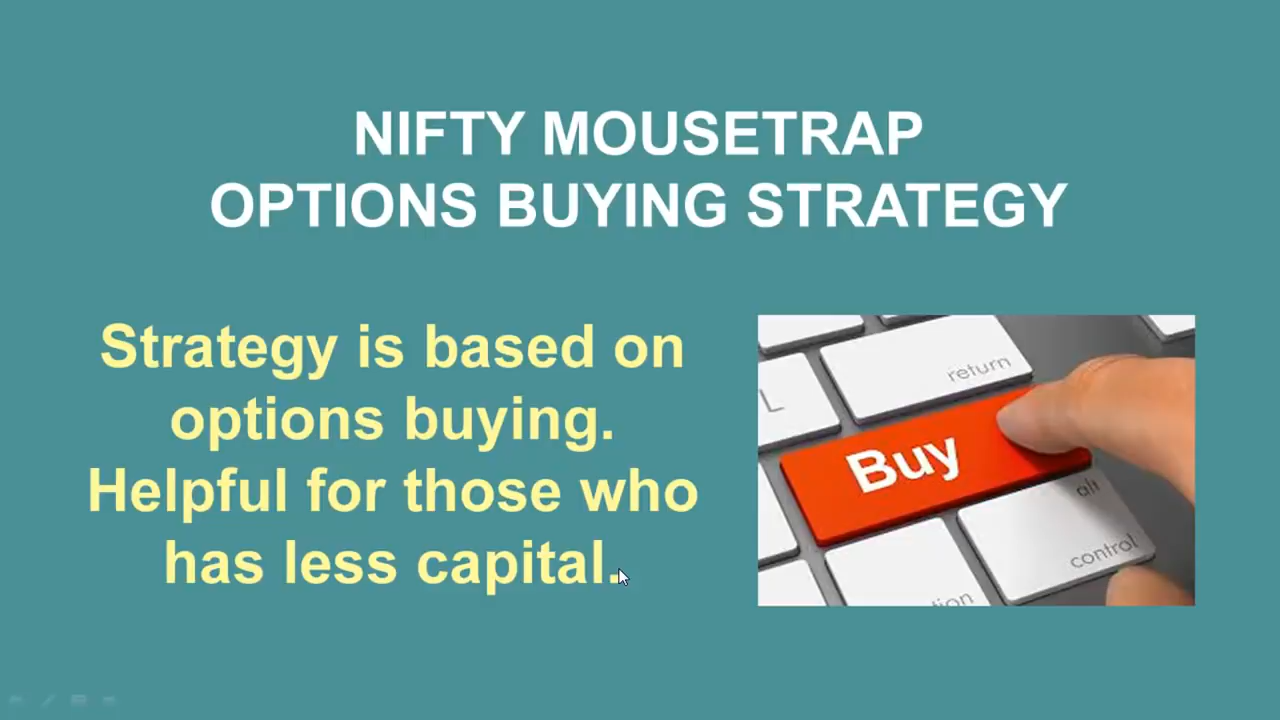 NIFTY MOUSETRAP
OPTIONS BUYING STRATEGY
Strategy is based on
options buying.
Helpful for those who
has less capital.
return
L
Buy
alt
control
tion